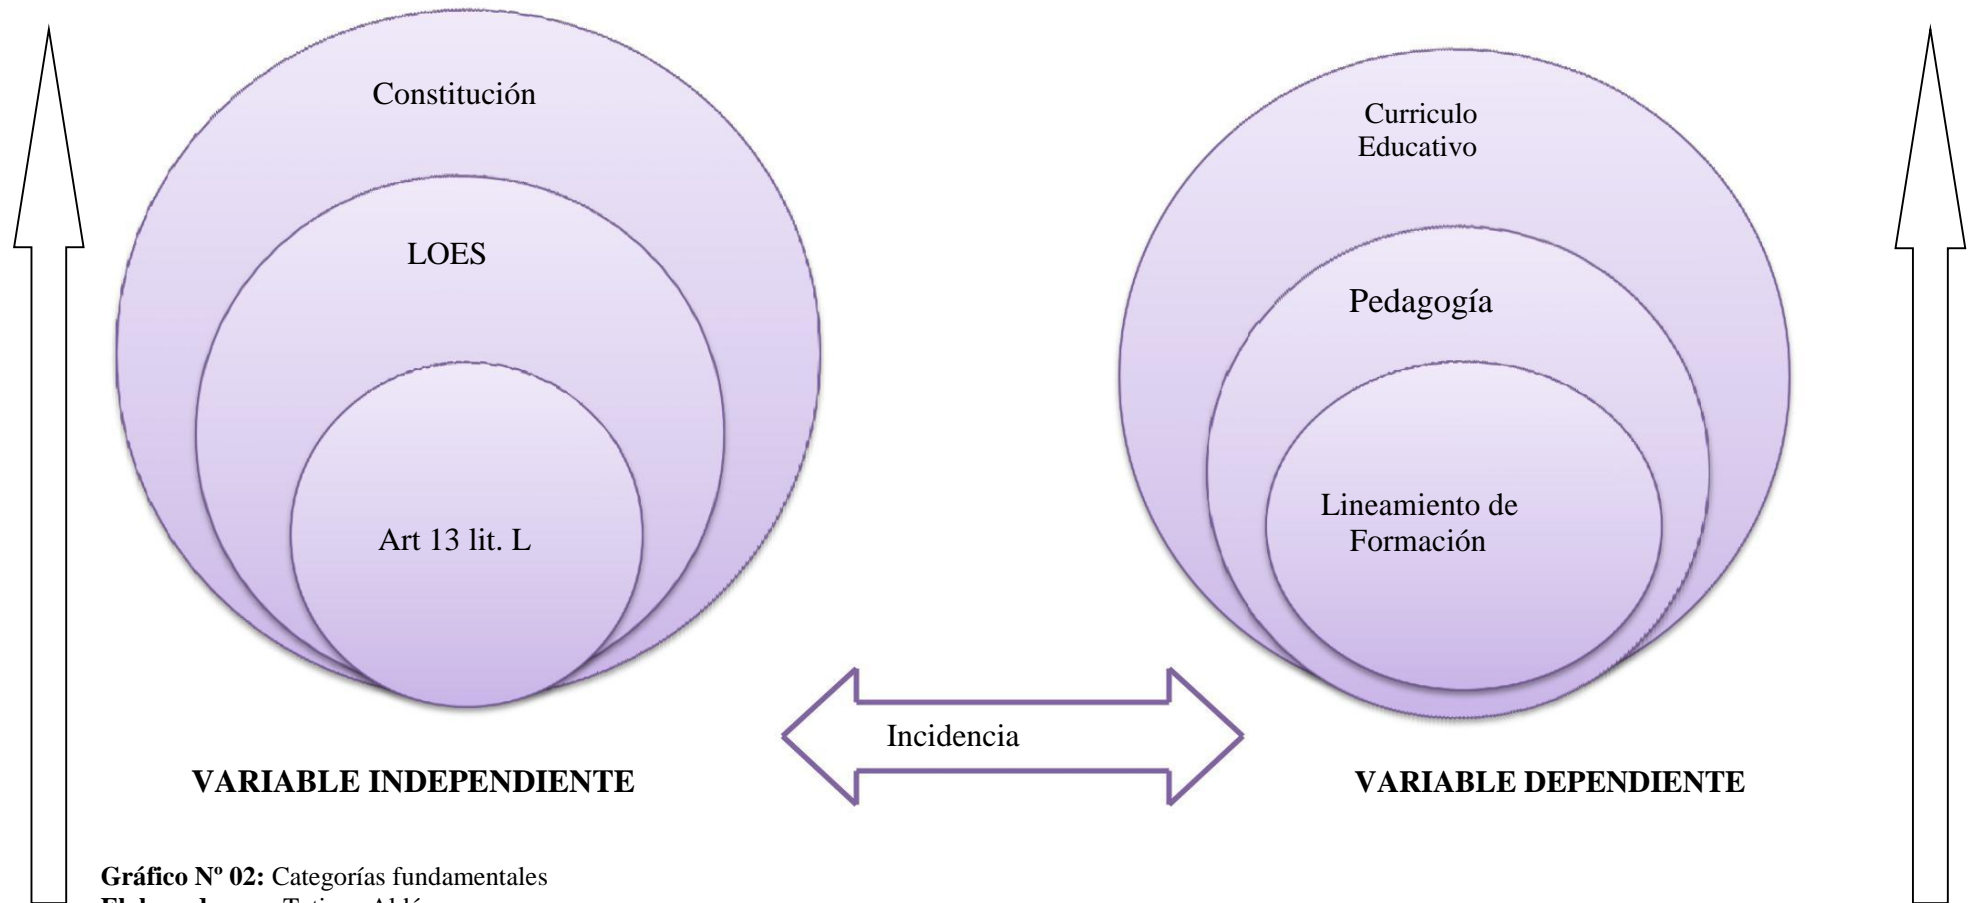 Constitución
LOES
Art 13 lit. L
Curriculo
Educativo
Pedagogía
Lineamiento de
Formación
Incidencia
VARIABLE INDEPENDIENTE
VARIABLE DEPENDIENTE
Gráfico Nº 02: Categorías fundamentales